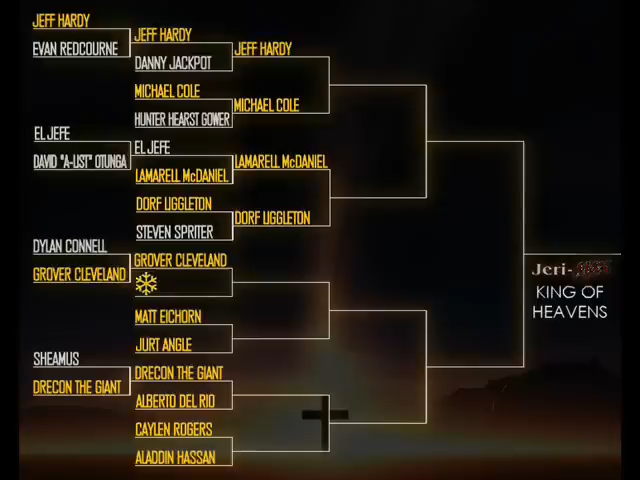 JEFF HARDY
EVAN REDCOURNE
EL JEFE
DAVID "A-LIST" OTUNGA
DYLAN CONNELL
GROVER CLEVELAND
SHEAMUS
DRECON THE GIANT
JEFF HARDY
DANNY JACKPOT
MICHAEL COLE
HUNTER HEARST GOWER
EL JEFE
LAMARELL McDANIEL
DORF LIGGLETON
STEVEN SPRITER
GROVER CLEVELAND
❄
MATT EICHORN
JURT ANGLE
DRECON THE GIANT
ALBERTO DEL RIO
CAYLEN ROGERS
ALADDIN HASSAN
JEFF HARDY
MICHAEL COLE
LAMARELL McDANIEL
DORF LIGGLETON
Jeri-
KING OF
HEAVENS